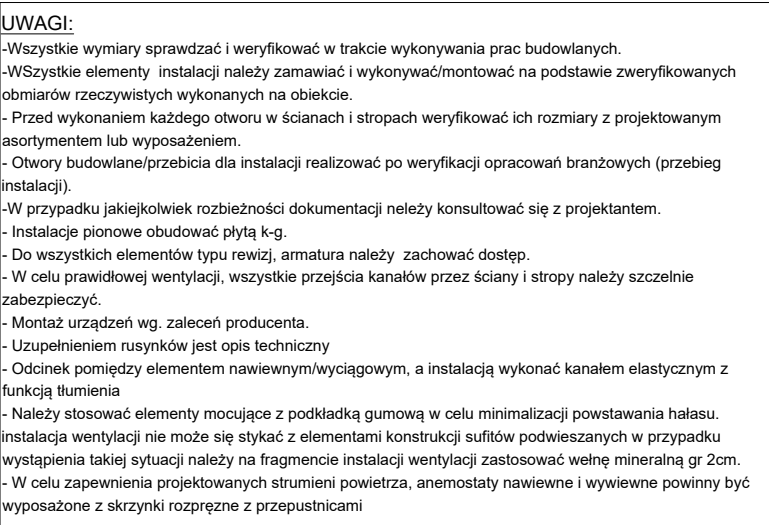 UWAGI:
-Wszystkie wymiary sprawdzać i weryfikować w trakcie wykonywania prac budowlanych.
-WSzystkie elementy instalacji należy zamawiać i wykonywać/montować na podstawie zweryfikowanych
obmiarów rzeczywistych wykonanych na obiekcie.
- Przed wykonaniem każdego otworu w ścianach i stropach weryfikować ich rozmiary z projektowanym
asortymentem lub wyposażeniem.
- Otwory budowlane/przebicia dla instalacji realizować po weryfikacji opracowań branżowych (przebieg
instalacji).
-W przypadku jakiejkolwiek rozbieżności dokumentacji neleży konsultować się z projektantem.
- Instalacje pionowe obudować płytą k-g.
- Do wszystkich elementów typu rewizj, armatura należy zachować dostęp.
- W celu prawidłowej wentylacji, wszystkie przejścia kanałów przez ściany i stropy należy szczelnie
zabezpieczyć.
- Montaż urządzeń wg. zaleceń producenta.
- Uzupełnieniem rusynków jest opis techniczny
- Odcinek pomiędzy elementem nawiewnym/wyciągowym, a instalacją wykonać kanałem elastycznym z
funkcją tłumienia
- Należy stosować elementy mocujące z podkładką gumową w celu minimalizacji powstawania hałasu.
instalacja wentylacji nie może się stykać z elementami konstrukcji sufitów podwieszanych w przypadku
wystąpienia takiej sytuacji należy na fragmencie instalacji wentylacji zastosować wełnę mineralną gr 2cm.
- W celu zapewnienia projektowanych strumieni powietrza, anemostaty nawiewne i wywiewne powinny być
wyposażone z skrzynki rozpręzne z przepustnicami